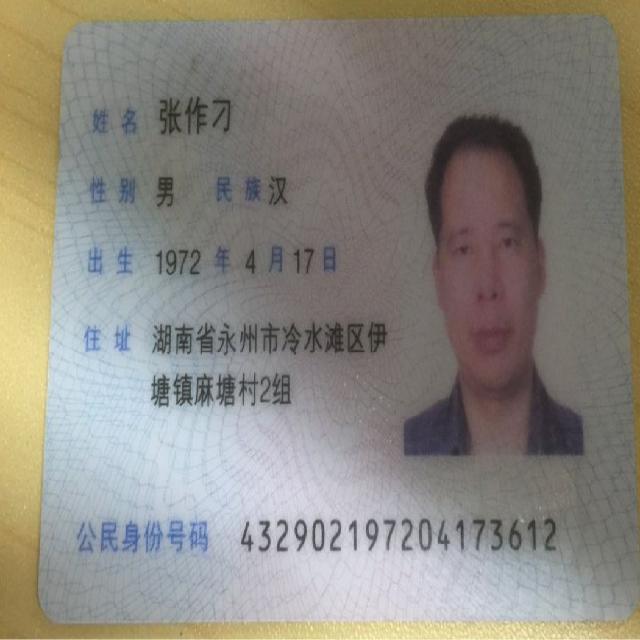 姓名 张作刁
性别 男 民族 汉
出生 1972 年 4 月 17 日
住址 湖南省永州市冷水滩区伊
塘镇麻塘村2组
公民身份号码 432902197204173612